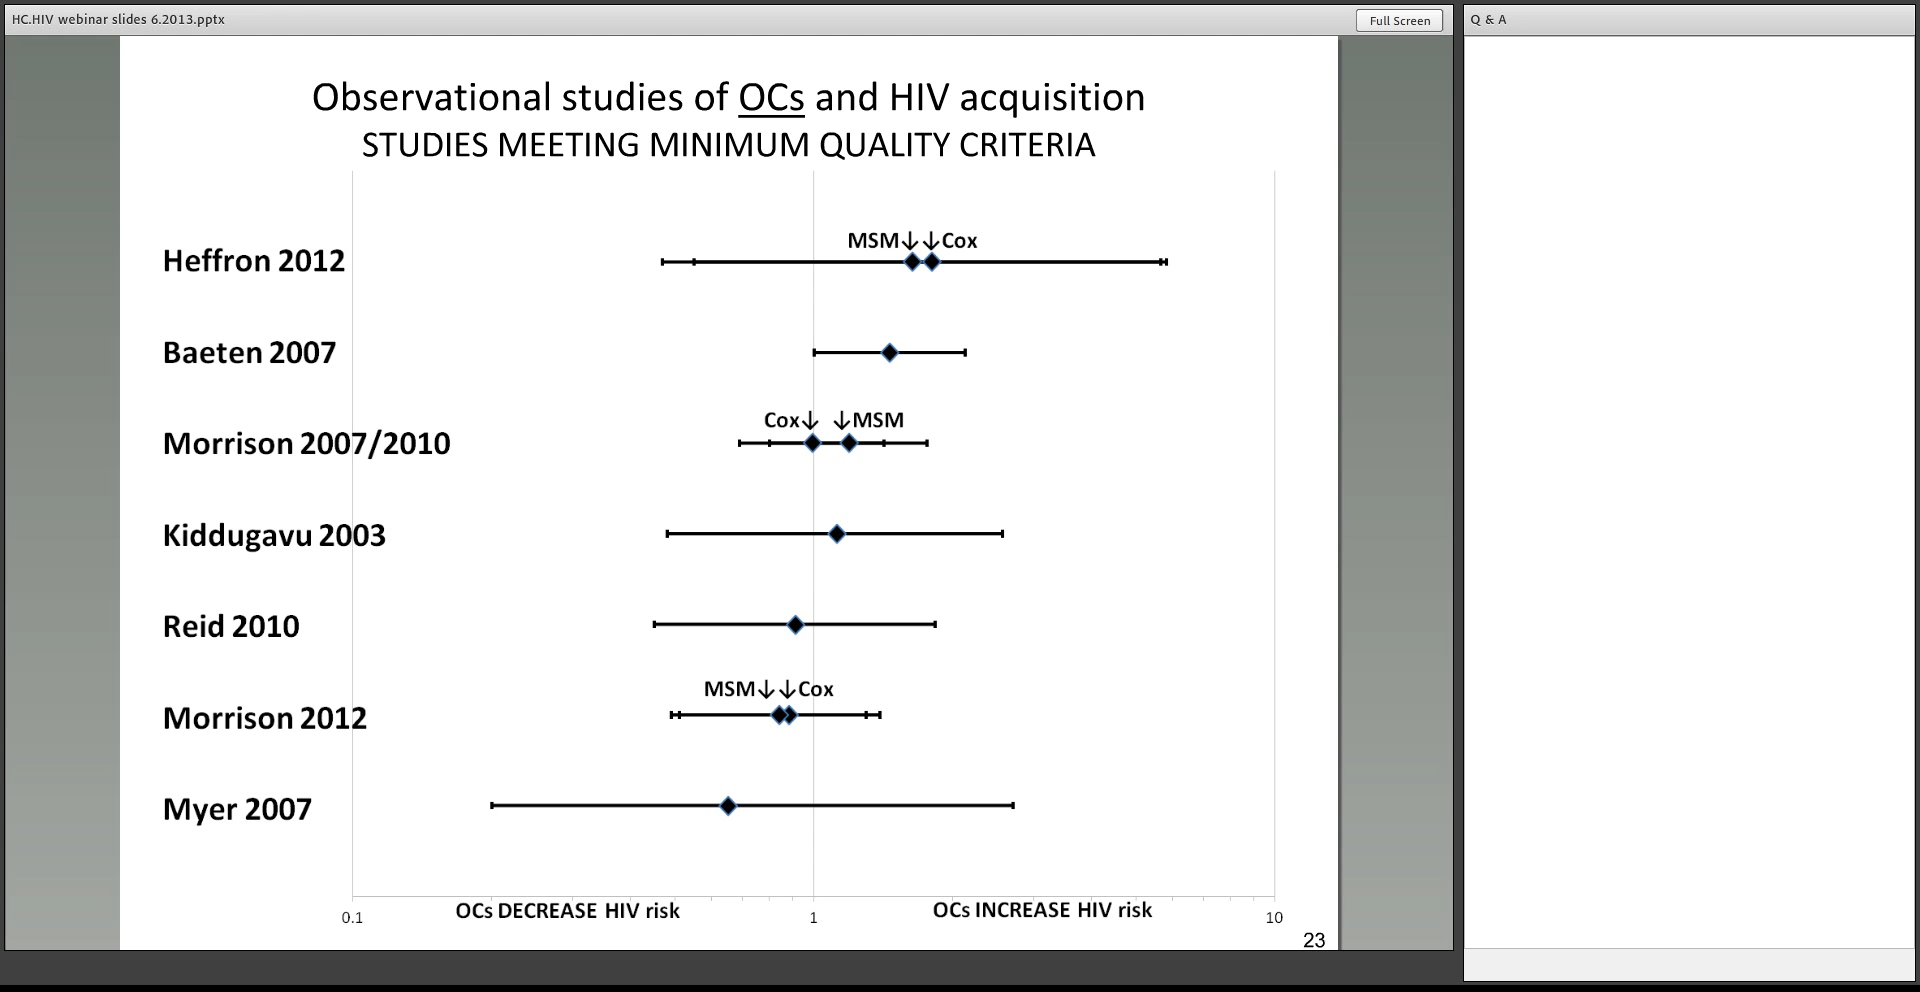 HC.HIV webinar slides 6.2013.pptx
Full Screen
Q & A
Observational studies of OCs and HIV acquisition
STUDIES MEETING MINIMUM QUALITY CRITERIA
MSM↓ ↓Cox
Heffron 2012
Baeten 2007
Cox↓ ↓MSM
Morrison 2007/2010
Kiddugavu 2003
Reid 2010
MSM↓ ↓Cox
Morrison 2012
Myer 2007
OCs DECREASE HIV risk
OCs INCREASE HIV risk
0.1 1 10
23